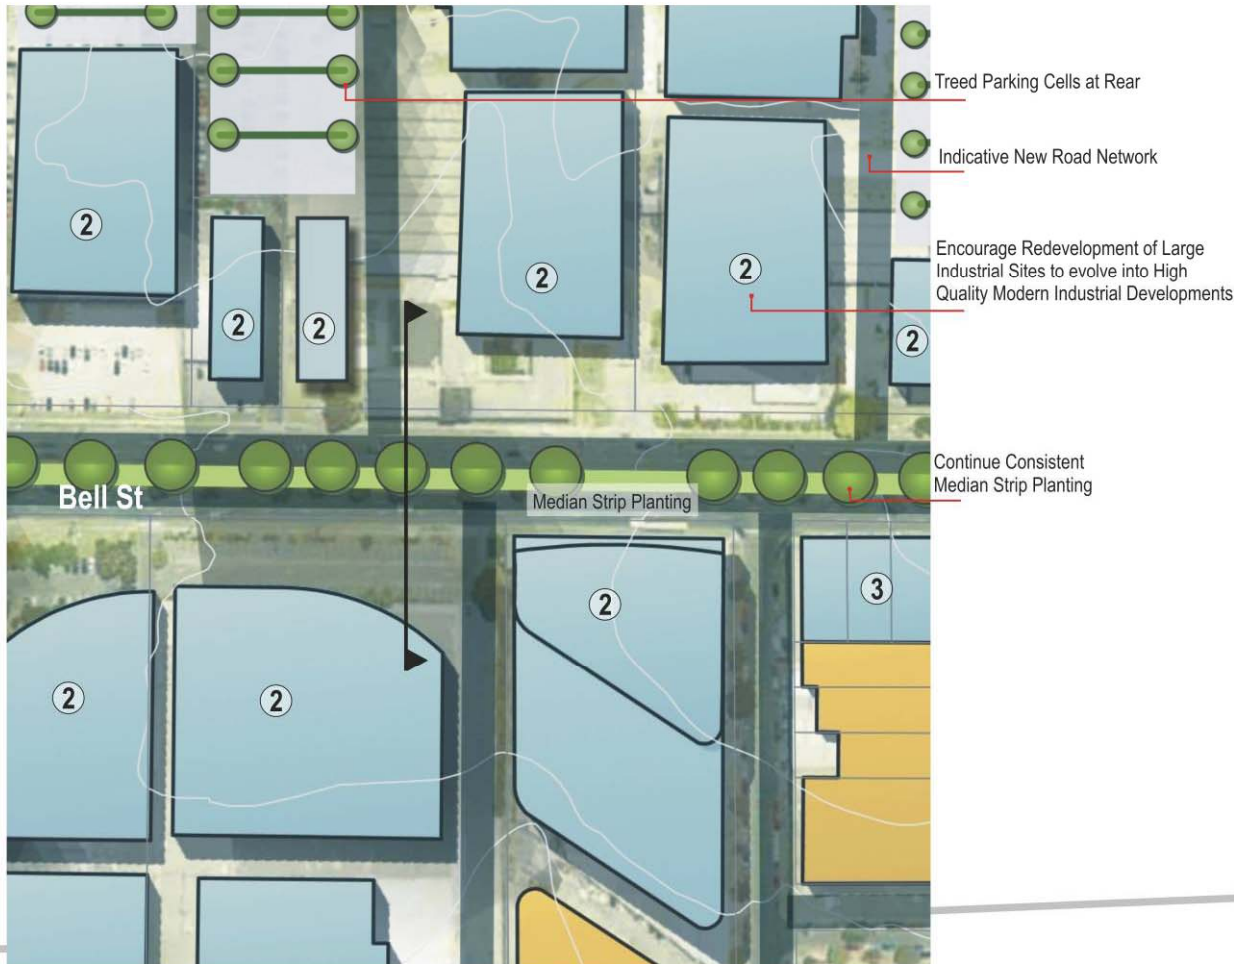 Treed Parking Cells at Rear
Indicative New Road Network
2
2
2
2
2
2
Encourage Redevelopment of Large
Industrial Sites to evolve into High
Quality Modern Industrial Developments
Bell St
Median Strip Planting
Continue Consistent
Median Strip Planting
2
3
2
2